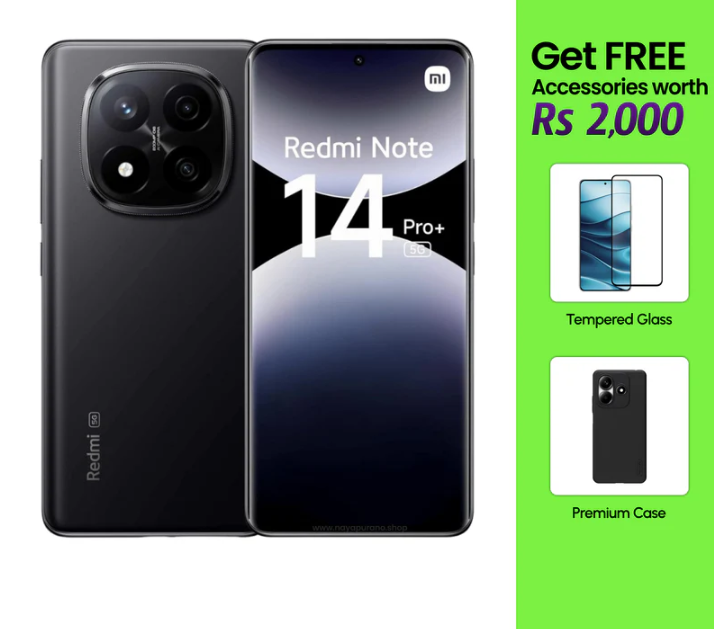 mi
Redmi Note
14
Pro+
5G
Redmi 5G
www.nayapurano.shop
Get FREE
Accessories worth
Rs 2,000
Tempered Glass
Premium Case